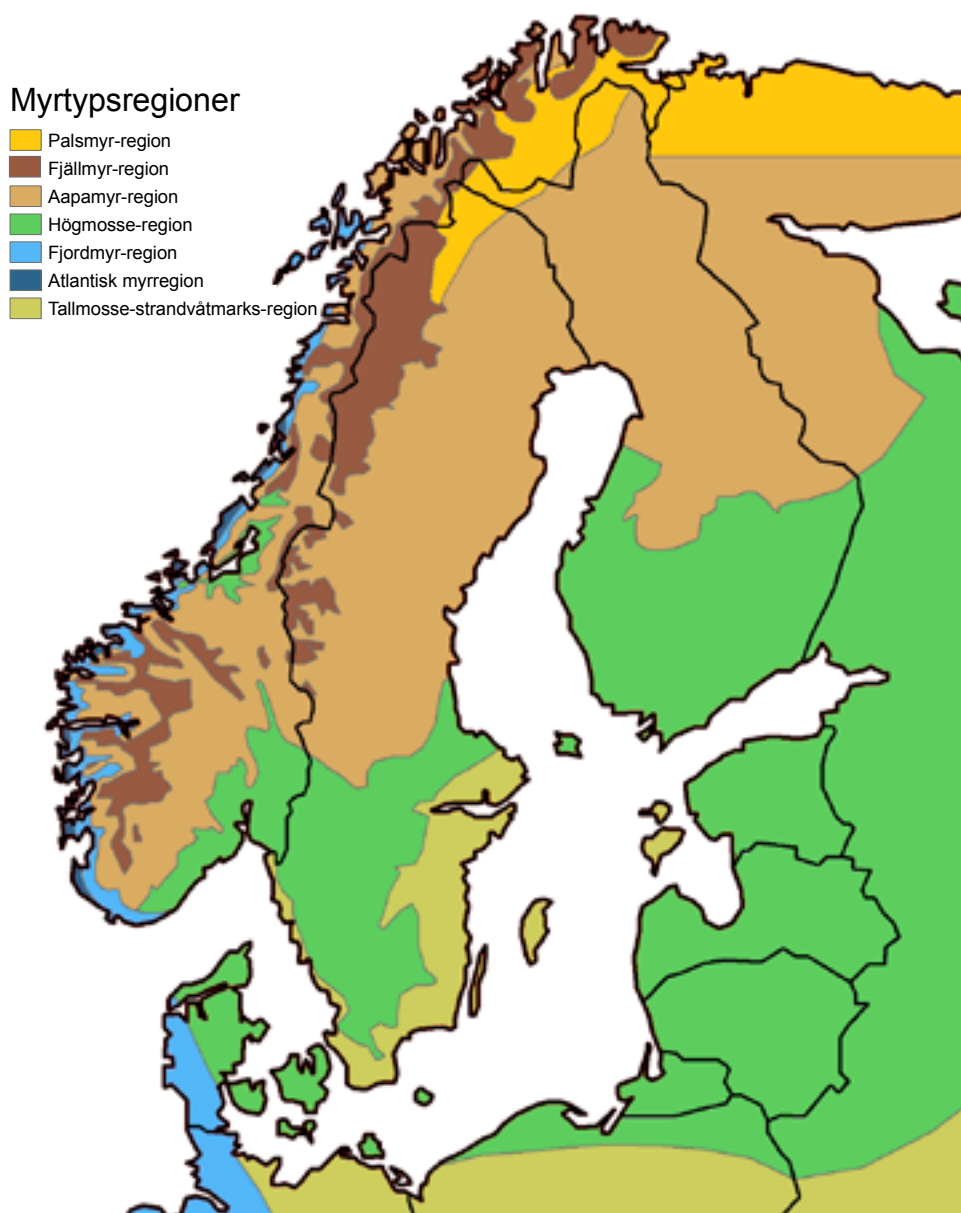 Myrtypsregioner
Palsmyr-region
Fjällmyr-region
Aapamyr-region
Högmosse-region
Fjordmyr-region
Atlantisk myrregion
Tallmosse-strandvåtmarks-region